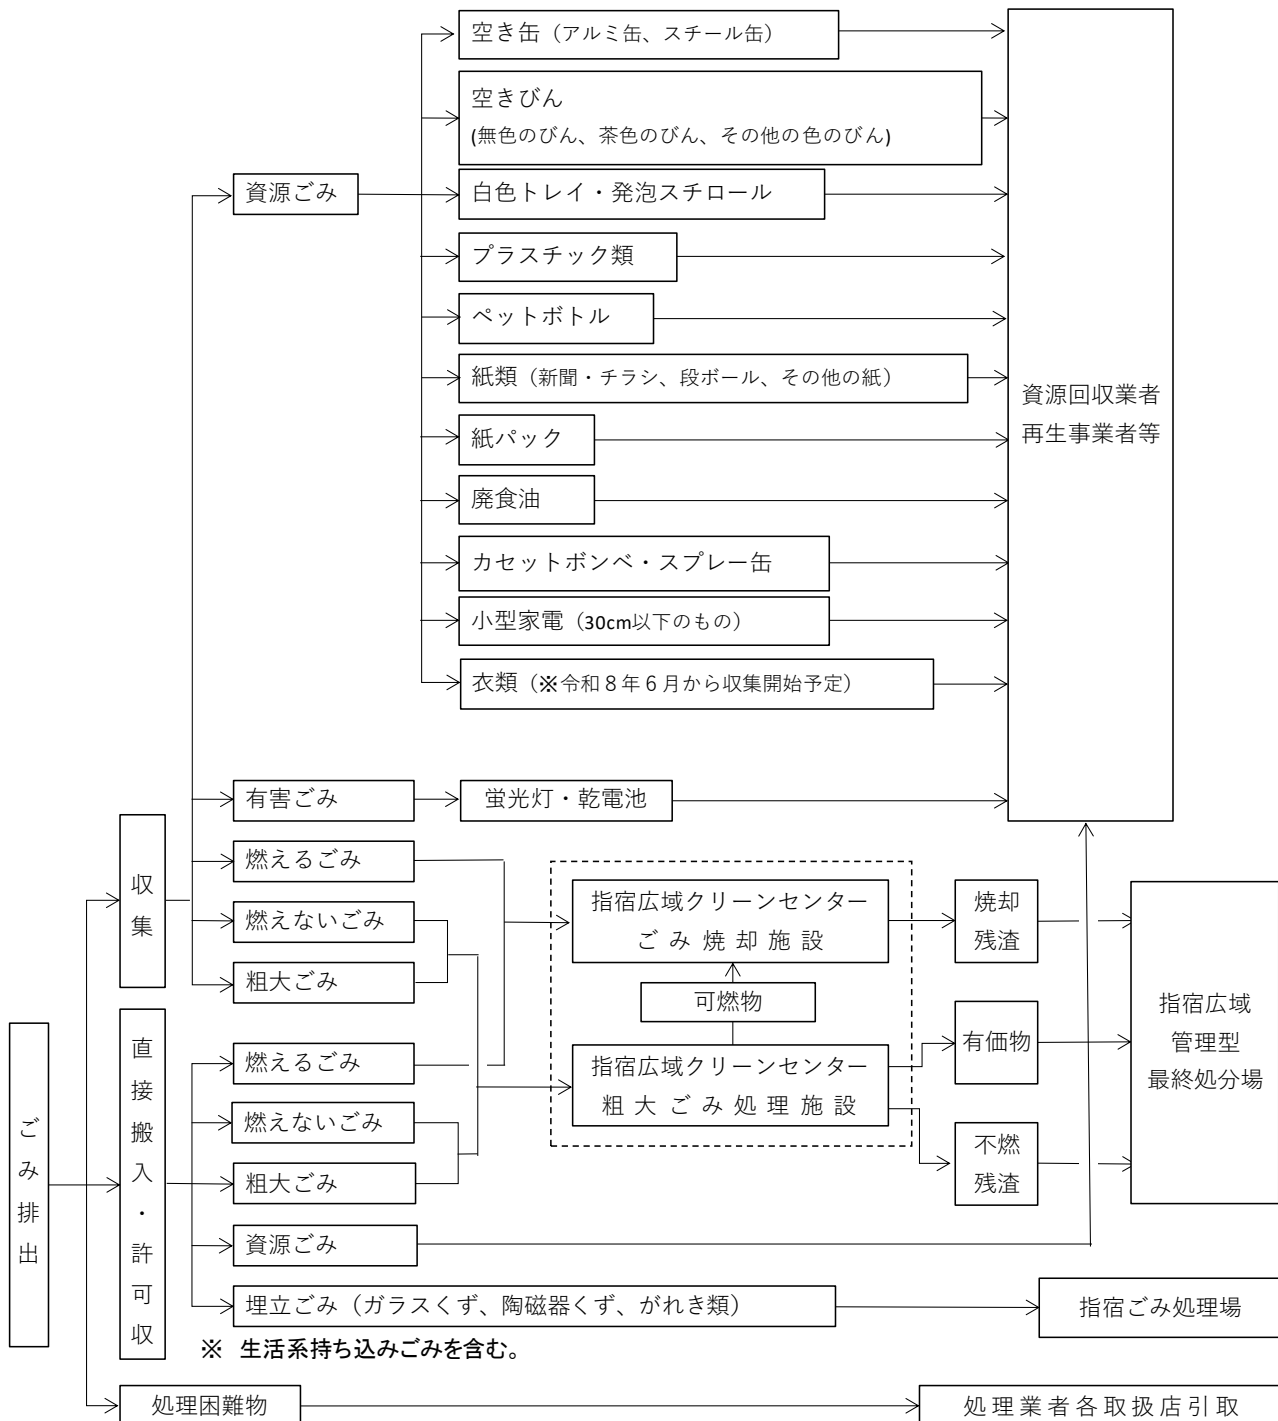 空き缶（アルミ缶、スチール缶）
空きびん
(無色のびん、茶色のびん、その他の色のびん)
資源ごみ
白色トレイ・発泡スチロール
プラスチック類
ペットボトル
紙類（新聞・チラシ、段ボール、その他の紙）
資源回収業者
再生事業者等
紙パック
廃食油
カセットボンベ・スプレー缶
小型家電（30cm以下のもの）
衣類（※令和８年６月から収集開始予定）
有害ごみ
蛍光灯・乾電池
収集
燃えるごみ
燃えないごみ
粗大ごみ
指宿広域クリーンセンター
ごみ焼却施設
焼却
残渣
可燃物
指宿広域クリーンセンター
粗大ごみ処理施設
有価物
不燃
残渣
指宿広域
管理型
最終処分場
ごみ排出
直接搬入・許可収
燃えるごみ
燃えないごみ
粗大ごみ
資源ごみ
埋立ごみ（ガラスくず、陶磁器くず、がれき類）
指宿ごみ処理場
※　生活系持ち込みごみを含む。
処理困難物
処理業者各取扱店引取